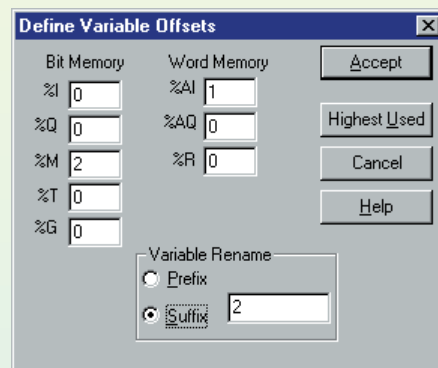 Define Variable Offsets
Bit Memory Word Memory
%I 0 %AI 1
%Q 0 %AQ 0
%M 2 %R 0
%T 0
%G 0
Accept
Highest Used
Cancel
Help
Variable Rename
Prefix
Suffix 2